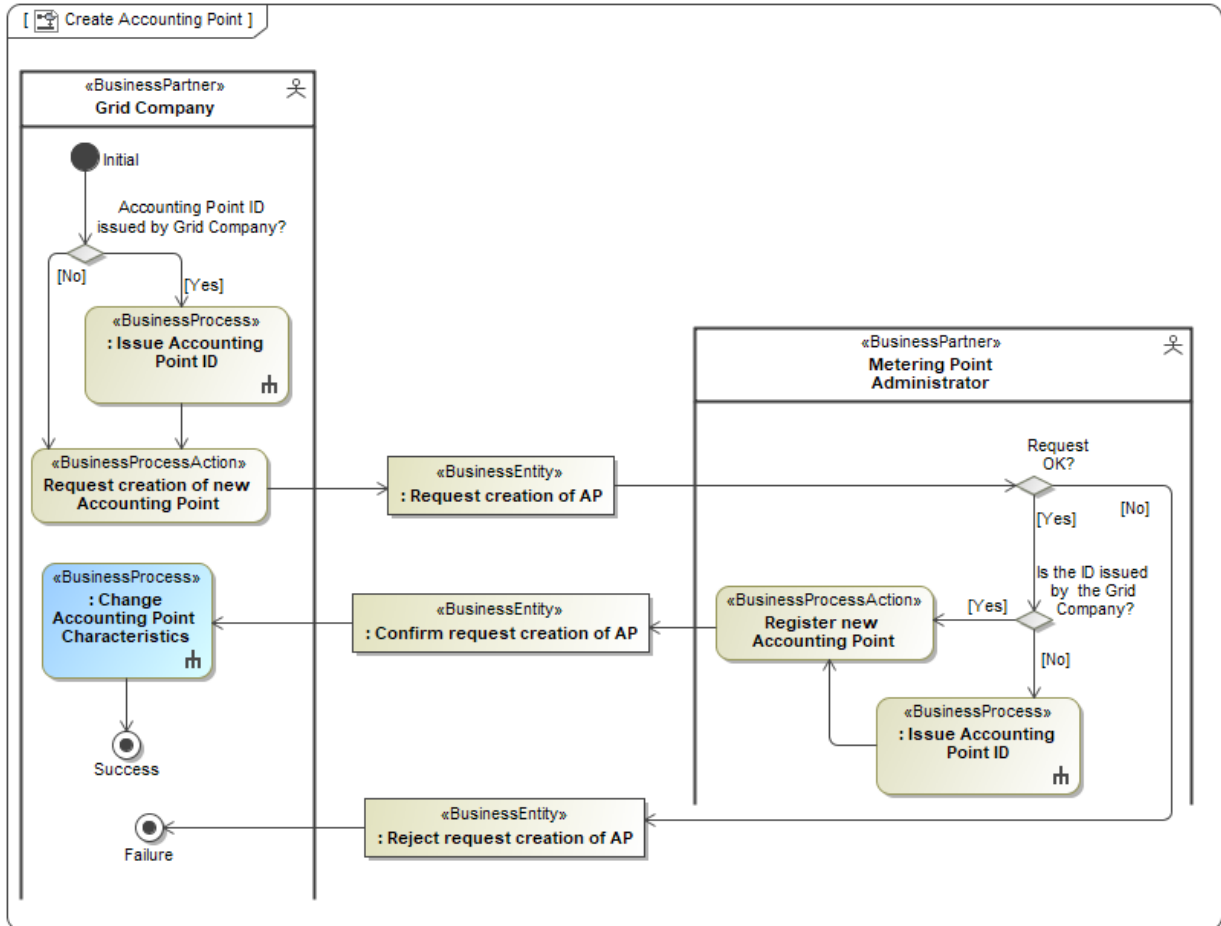 [ Create Accounting Point ]
«BusinessPartner»
Grid Company
Initial
Accounting Point ID
issued by Grid Company?
[No]
[Yes]
«BusinessProcess»
: Issue Accounting
Point ID
«BusinessProcessAction»
Request creation of new
Accounting Point
«BusinessEntity»
: Request creation of AP
«BusinessPartner»
Metering Point
Administrator
Request
OK?
[Yes]
[No]
Is the ID issued
by the Grid
Company?
[Yes]
[No]
«BusinessProcessAction»
Register new
Accounting Point
«BusinessProcess»
: Issue Accounting
Point ID
«BusinessEntity»
: Confirm request creation of AP
«BusinessProcess»
: Change
Accounting Point
Characteristics
Success
«BusinessEntity»
: Reject request creation of AP
Failure